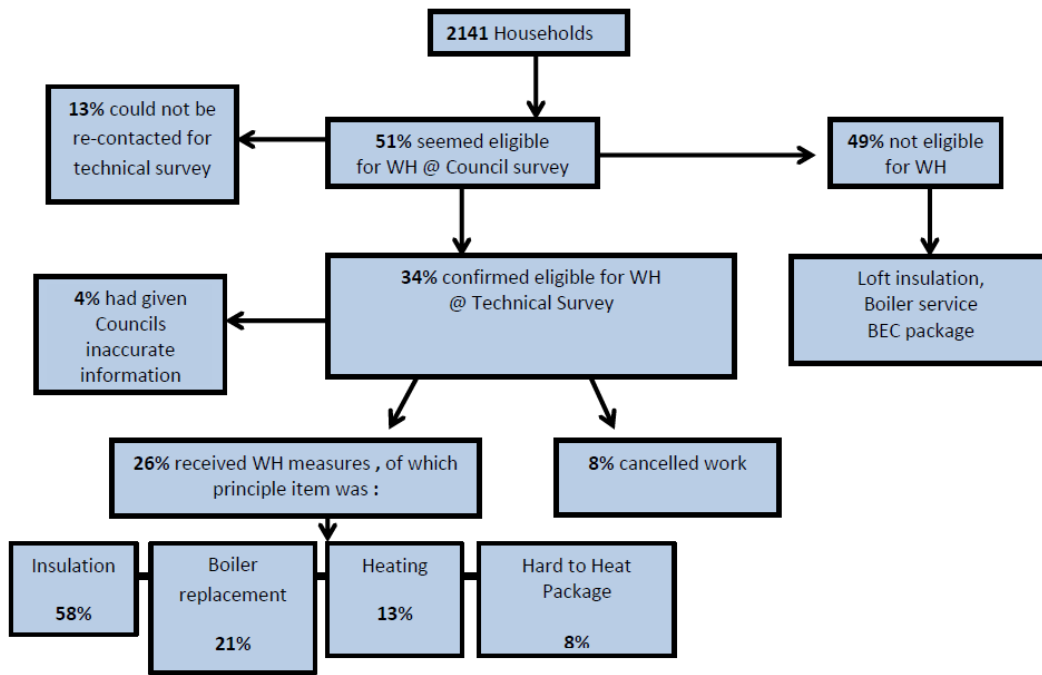 2141 Households
13% could not be
re-contacted for
technical survey
51% seemed eligible
for WH @ Council survey
49% not eligible
for WH
34% confirmed eligible for WH
@ Technical Survey
4% had given
Councils
inaccurate
information
Loft insulation,
Boiler service
BEC package
26% received WH measures , of which
principle item was :
8% cancelled work
Insulation
58%
Boiler
replacement
21%
Heating
13%
Hard to Heat
Package
8%